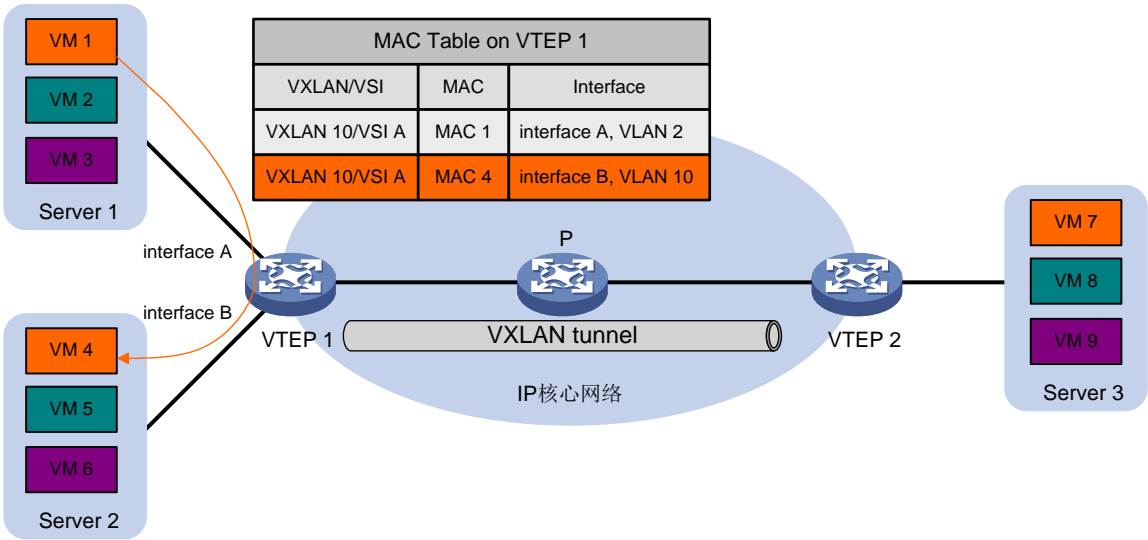 VM 1
VM 2
VM 3
Server 1
MAC Table on VTEP 1
VXLAN/VSI MAC Interface
VXLAN 10/VSI A MAC 1 interface A, VLAN 2
VXLAN 10/VSI A MAC 4 interface B, VLAN 10
interface A
interface B
VTEP 1
P
VXLAN tunnel
IP核心网络
VTEP 2
VM 4
VM 5
VM 6
Server 2
VM 7
VM 8
VM 9
Server 3